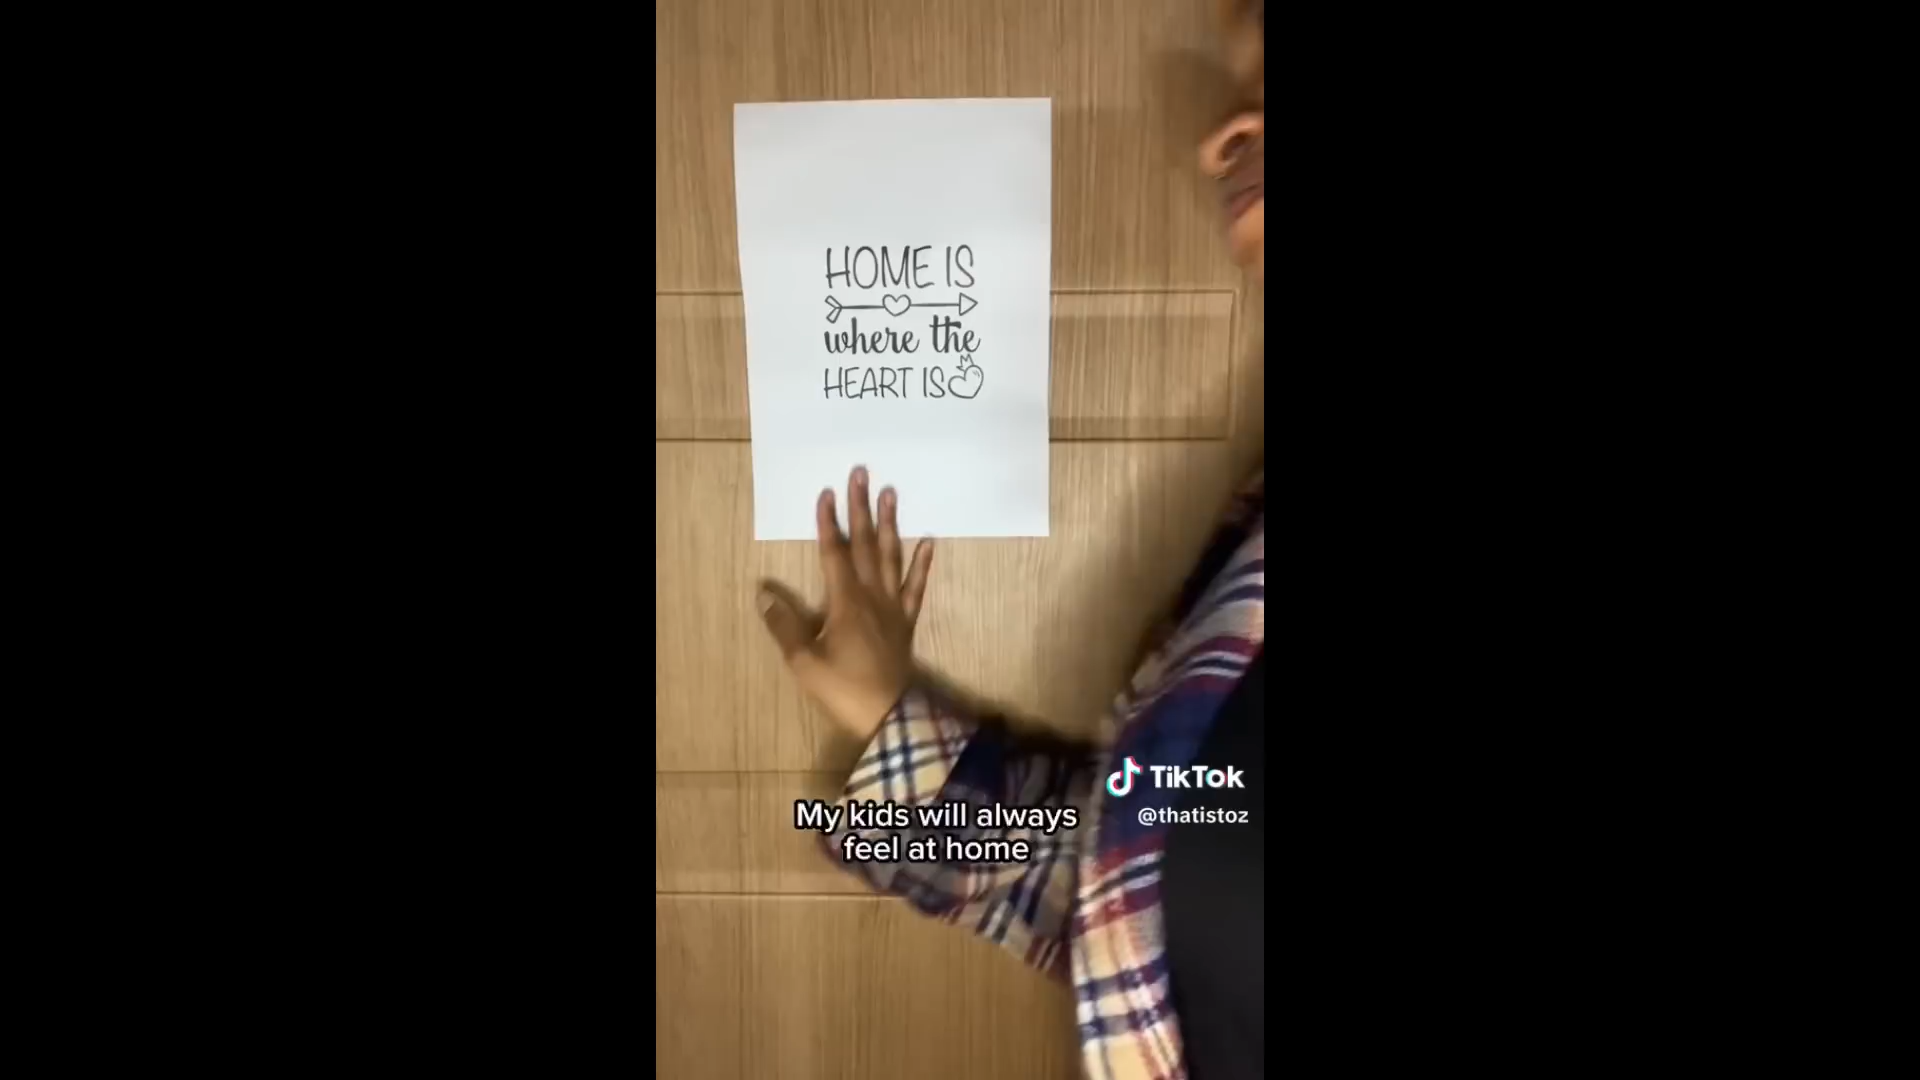 HOME IS
where the
HEART IS
TikTok
@thatistoz
My kids will always
feel at home